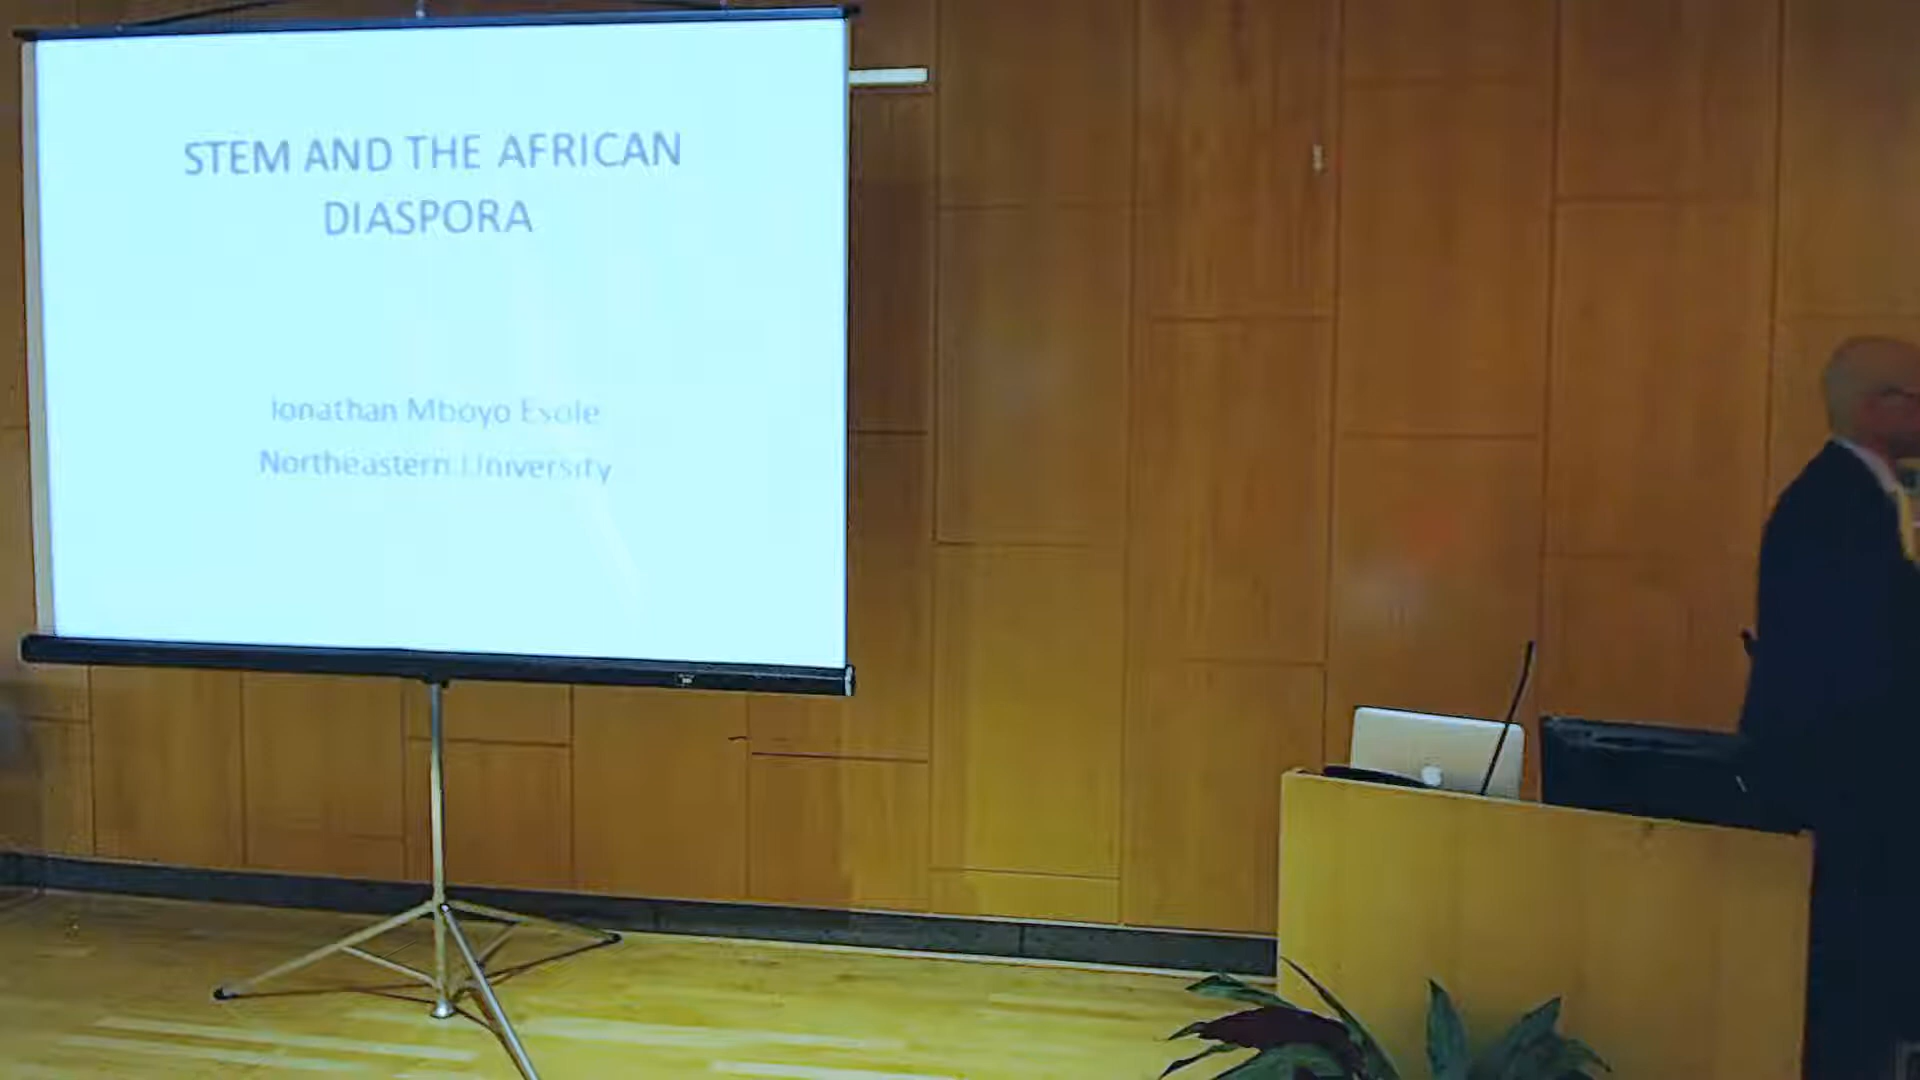 STEM AND THE AFRICAN
DIASPORA
Jonathan Mboyo Esole
Northeastern University